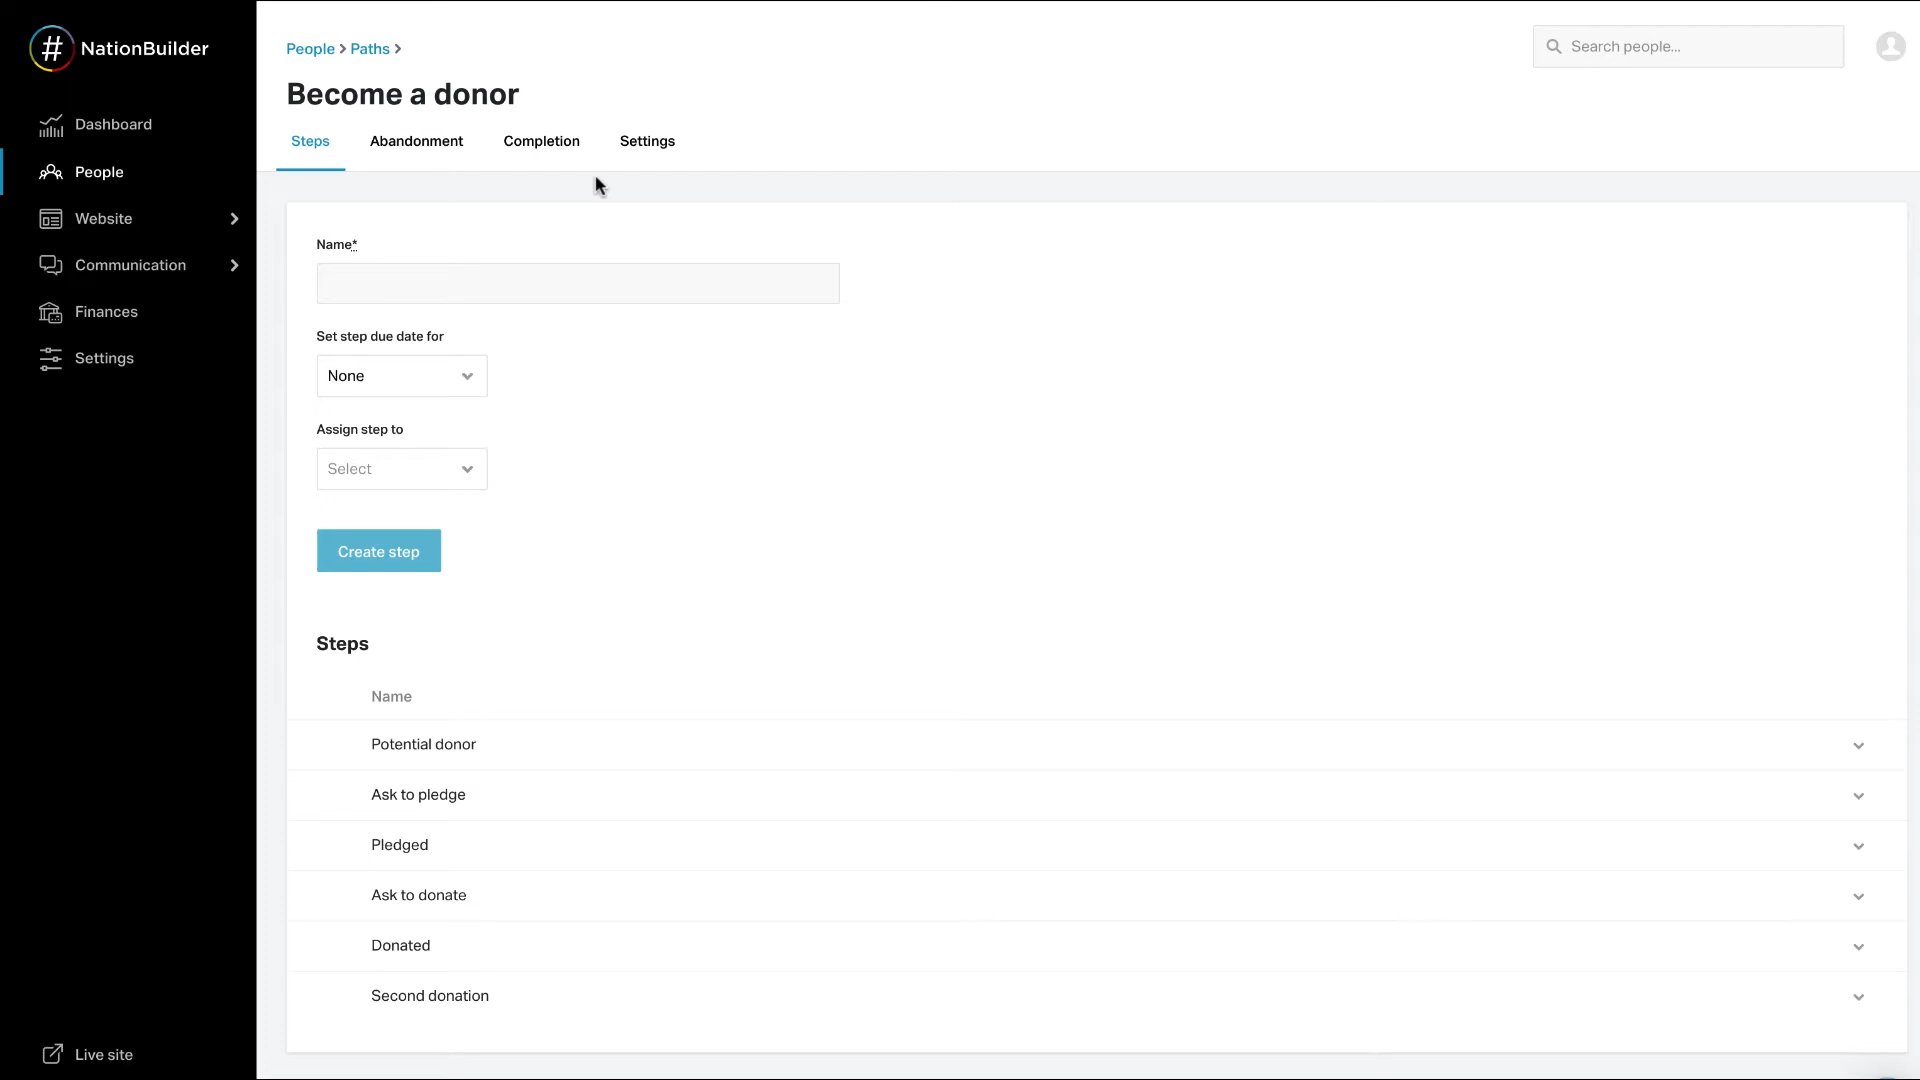 # NationBuilder
Dashboard
People
Website
Communication
Finances
Settings
Live site
People > Paths >
Search people...
Become a donor
Steps Abandonment Completion Settings
Name*
Set step due date for
None
Assign step to
Select
Create step
Steps
Name
Potential donor
Ask to pledge
Pledged
Ask to donate
Donated
Second donation